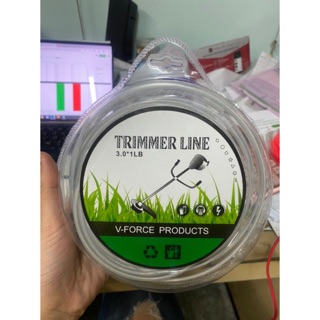 TRIMMER LINE
3.0*1LB
V-FORCE PRODUCTS